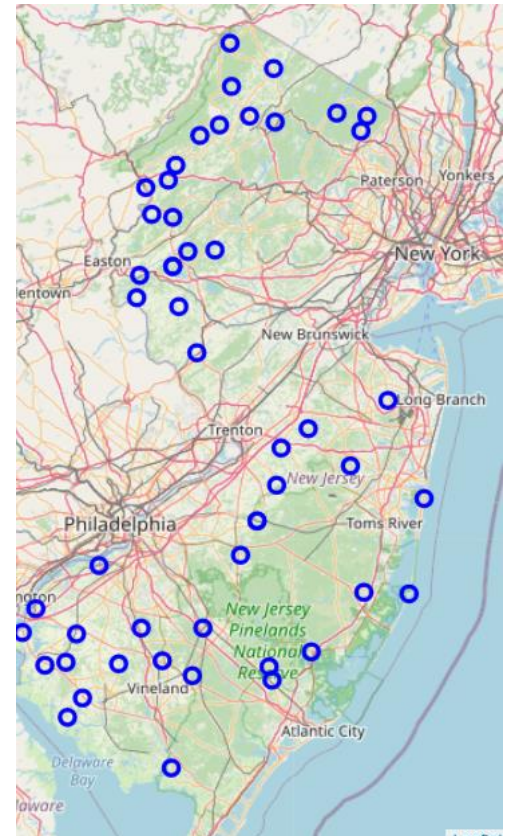 Paterson
Yonkers
New York
Easton
lentown
New Brunswick
Long Branch
Trenton
New Jersey
Philadelphia
Toms River
ngton
New Jersey
Pinelands
National
Reserve
Vineland
Atlantic City
Delaware
Bay
laware